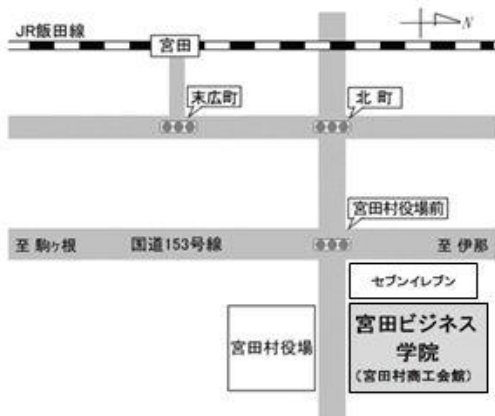 JR飯田線
N
宮田
末広町
北町
宮田村役場前
至 駒ヶ根
国道153号線
至 伊那
セブンイレブン
宮田村役場
宮田ビジネス
学院
(宮田村商工会館)